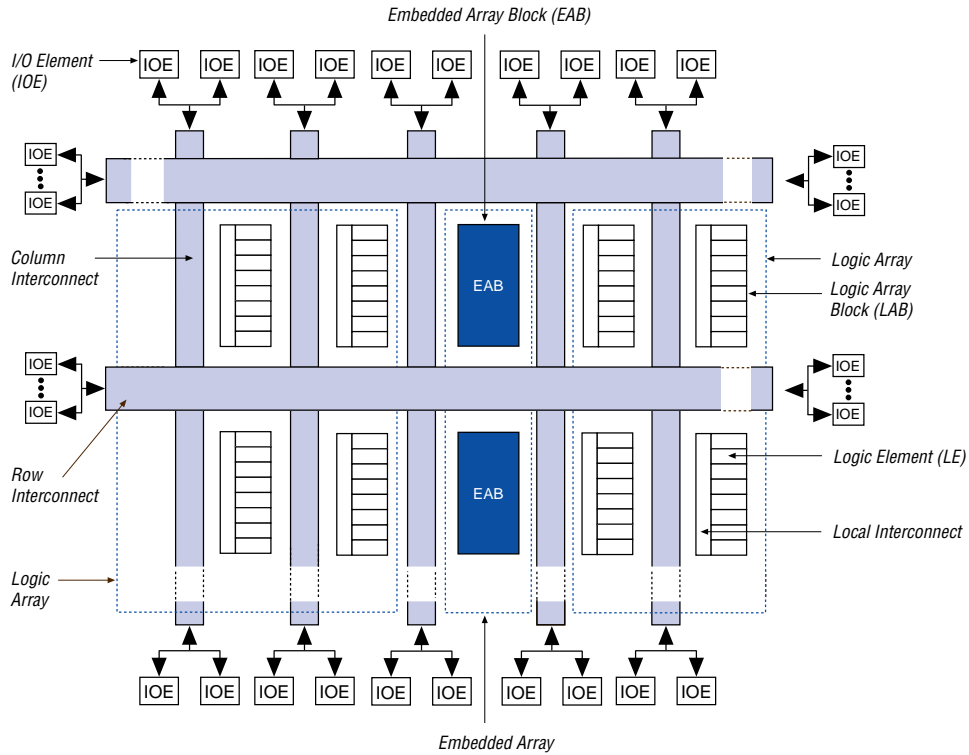 Embedded Array Block (EAB)
I/O Element
(IOE)
IOE IOE IOE IOE IOE IOE IOE IOE IOE IOE
IOE
IOE
IOE
IOE
Column
Interconnect
EAB
Logic Array
Logic Array
Block (LAB)
IOE
IOE
IOE
IOE
Row
Interconnect
EAB
Logic Element (LE)
Local Interconnect
Logic
Array
IOE IOE IOE IOE IOE IOE IOE IOE IOE IOE
Embedded Array